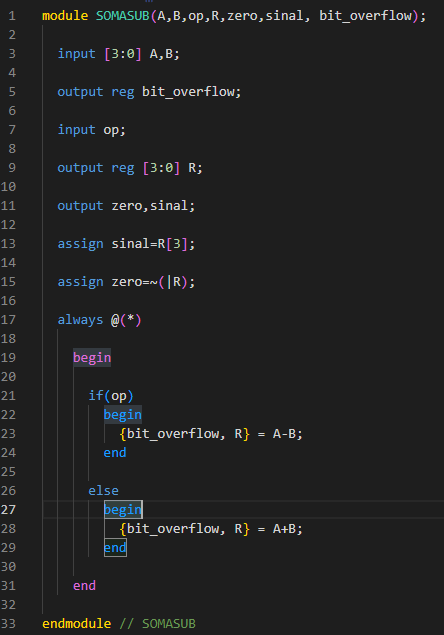 1 module SOMASUB(A,B,op,R,zero,sinal, bit_overflow);
2
3 input [3:0] A,B;
4
5 output reg bit_overflow;
6
7 input op;
8
9 output reg [3:0] R;
10
11 output zero,sinal;
12
13 assign sinal=R[3];
14
15 assign zero=~(|R);
16
17 always @(*)
18
19 begin
20
21 if(op)
22 begin
23 {bit_overflow, R} = A-B;
24 end
25
26 else
27 begin
28 {bit_overflow, R} = A+B;
29 end
30
31 end
32
33 endmodule // SOMASUB